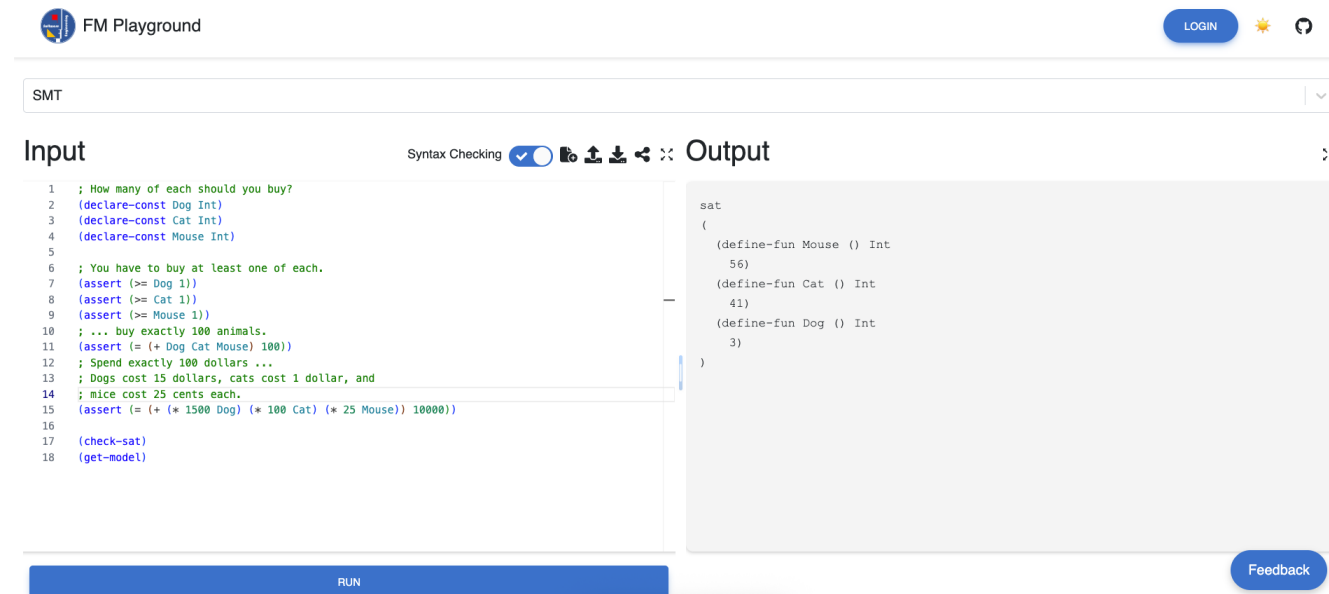 FM Playground
LOGIN
SMT
Input
Syntax Checking
Output
1 ; How many of each should you buy?
2 (declare-const Dog Int)
3 (declare-const Cat Int)
4 (declare-const Mouse Int)
5
6 ; You have to buy at least one of each.
7 (assert (>= Dog 1))
8 (assert (>= Cat 1))
9 (assert (>= Mouse 1))
10 ; ... buy exactly 100 animals.
11 (assert (= (+ Dog Cat Mouse) 100))
12 ; Spend exactly 100 dollars ...
13 ; Dogs cost 15 dollars, cats cost 1 dollar, and
14 ; mice cost 25 cents each.
15 (assert (= (+ (* 1500 Dog) (* 100 Cat) (* 25 Mouse)) 10000))
16
17 (check-sat)
18 (get-model)
sat
(
(define-fun Mouse () Int
56)
(define-fun Cat () Int
41)
(define-fun Dog () Int
3)
)
RUN
Feedback